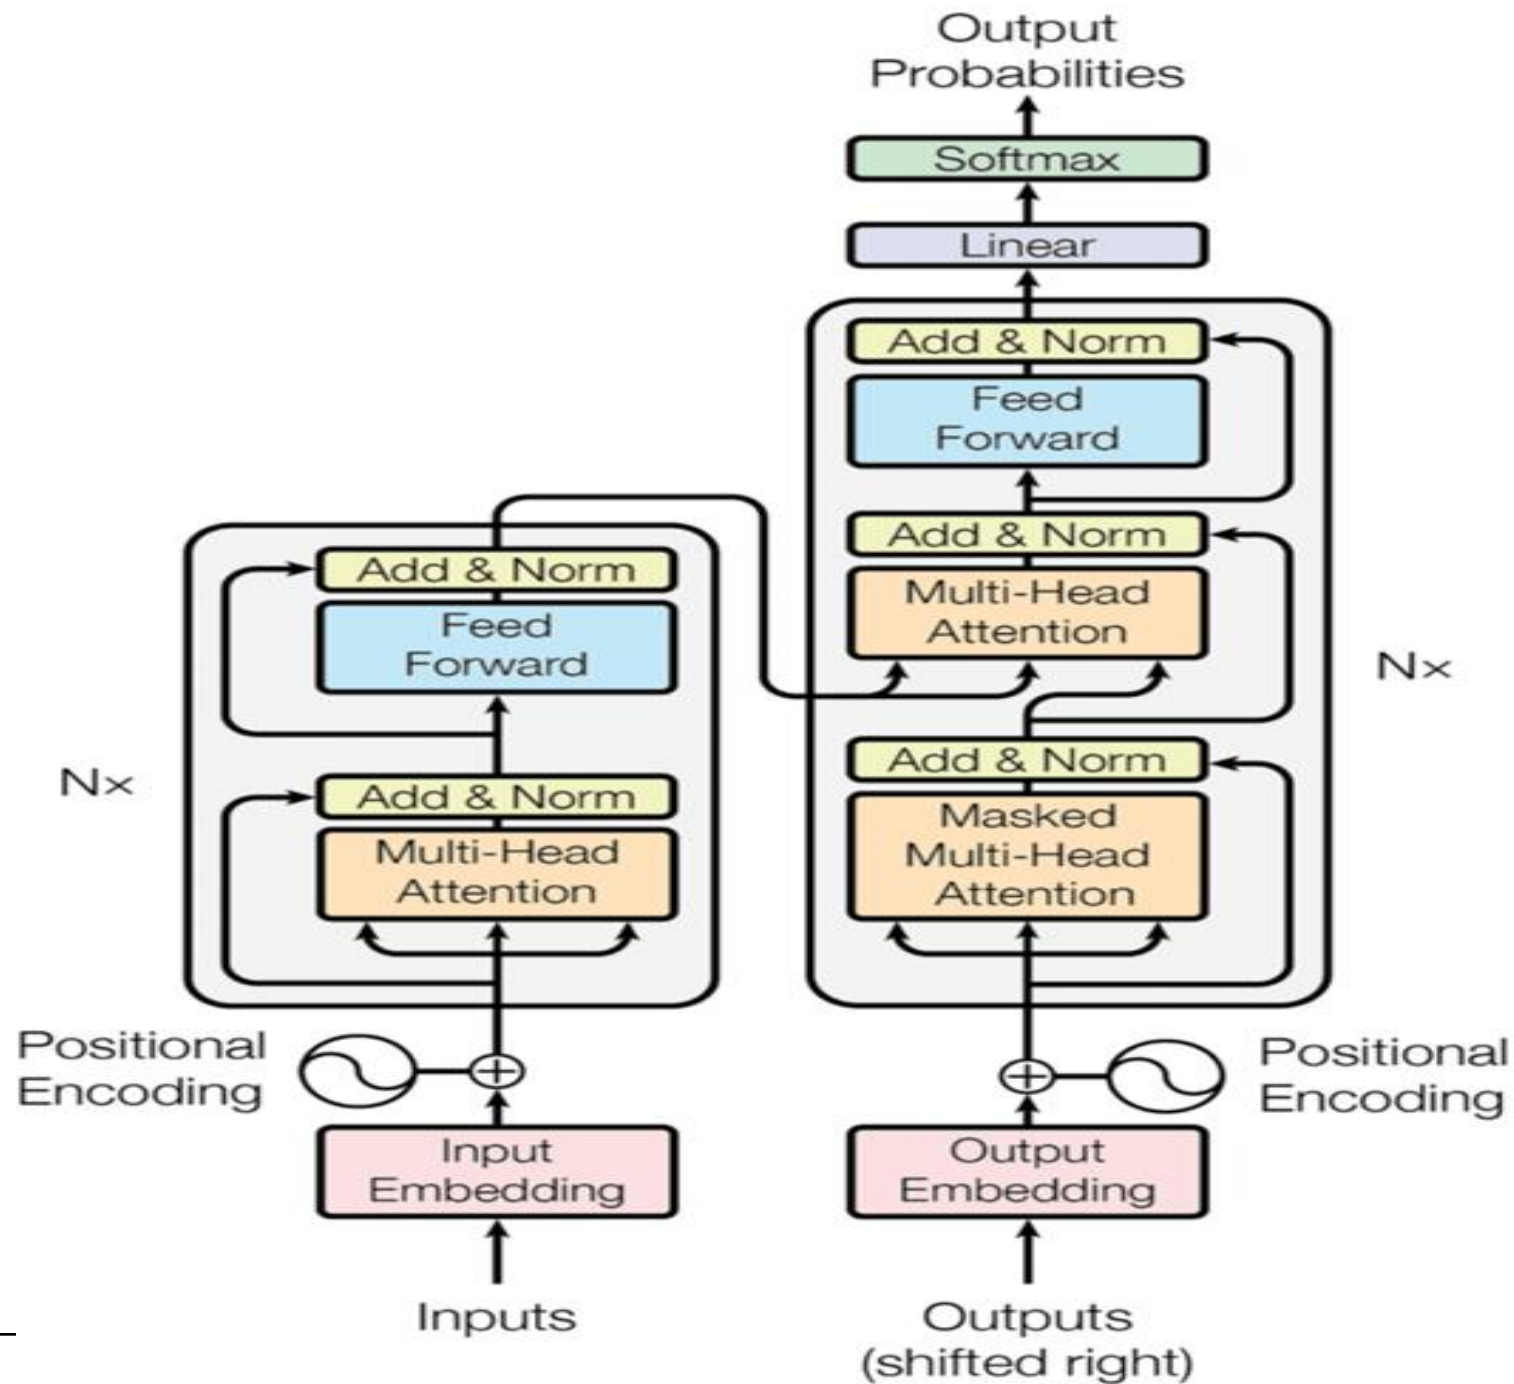 Output
Probabilities
Softmax
Linear
Add & Norm
Feed
Forward
Add & Norm
Multi-Head
Attention
Add & Norm
Masked
Multi-Head
Attention
Nx
Add & Norm
Feed
Forward
Add & Norm
Multi-Head
Attention
Nx
Positional
Encoding
Input
Embedding
Inputs
Positional
Encoding
Output
Embedding
Outputs
(shifted right)